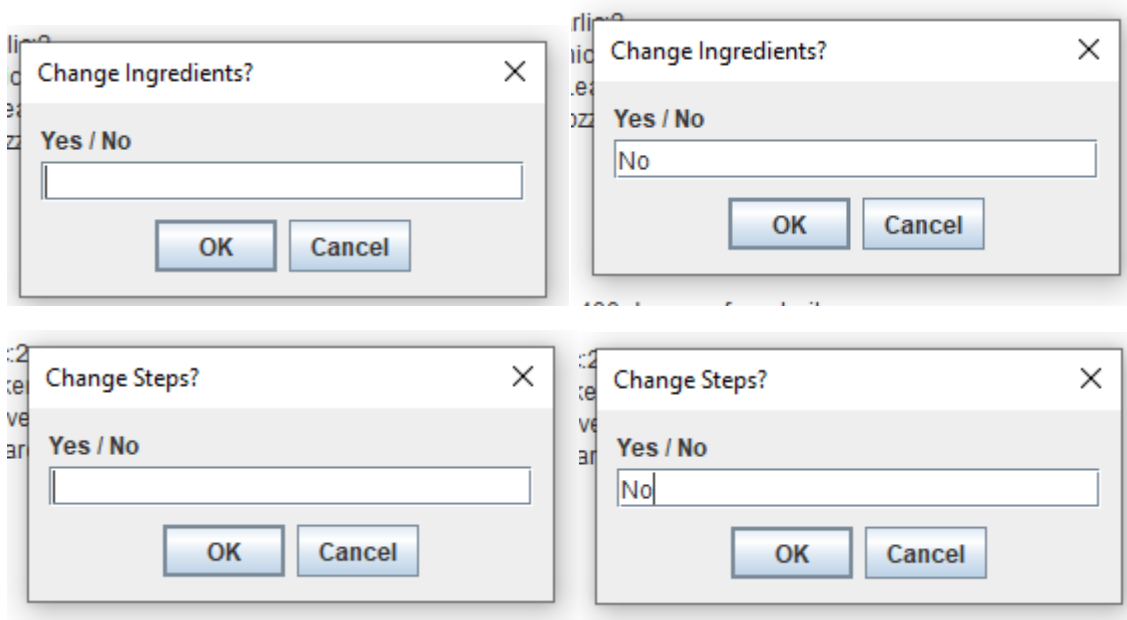 Change Ingredients?
Yes / No
OK Cancel
Change Ingredients?
Yes / No
No
OK Cancel
Change Steps?
Yes / No
OK Cancel
Change Steps?
Yes / No
No
OK Cancel